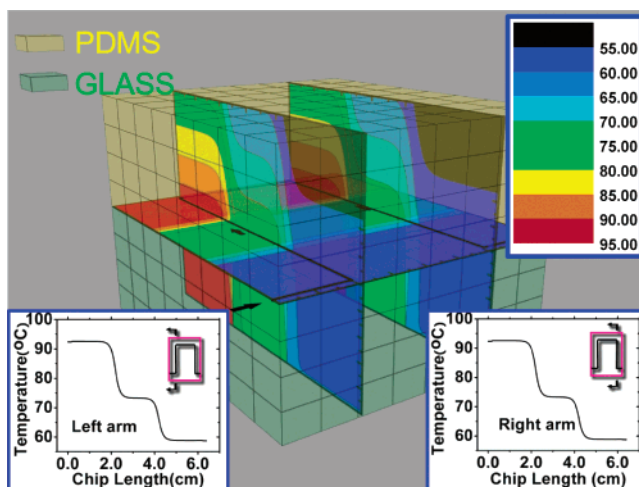 PDMS
GLASS
55.00
60.00
65.00
70.00
75.00
80.00
85.00
90.00
95.00
100
90
80
70
60
0.0 2.0 4.0 6.0
Temperature(°C)
Chip Length(cm)
Left arm
100
90
80
70
60
0.0 2.0 4.0 6.0
Temperature(°C)
Chip Length(cm)
Right arm